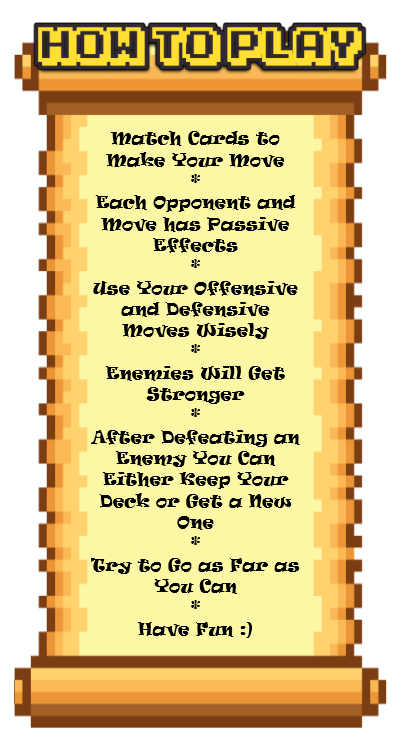 HOW TO PLAY
Match Cards to
Make Your Move
*
Each Opponent and
Move has Passive
Effects
*
Use Your Offensive
and Defensive
Moves Wisely
*
Enemies Will Get
Stronger
*
After Defeating an
Enemy You Can
Either Keep Your
Deck or Get a New
One
*
Try to Go as Far as
You Can
*
Have Fun :)